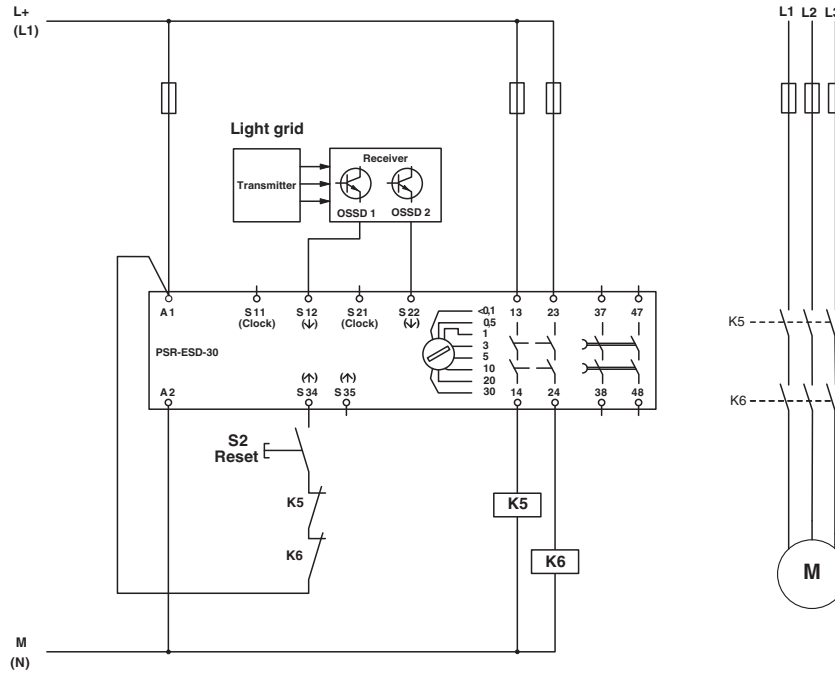 L+
(L1)
L1 L2 L3
Light grid
Receiver
Transmitter
OSSD 1 OSSD 2
A1 S11 S12 S21 S22 13 23 37 47
(Clock) (↓) (Clock) (↓)
<0,1
0,5
1
3
5
10
20
30
PSR-ESD-30
(↑) (↑)
A2 S34 S35 14 24 38 48
K5
K6
S2
Reset
K5
K6
K5
K6
M
M
(N)